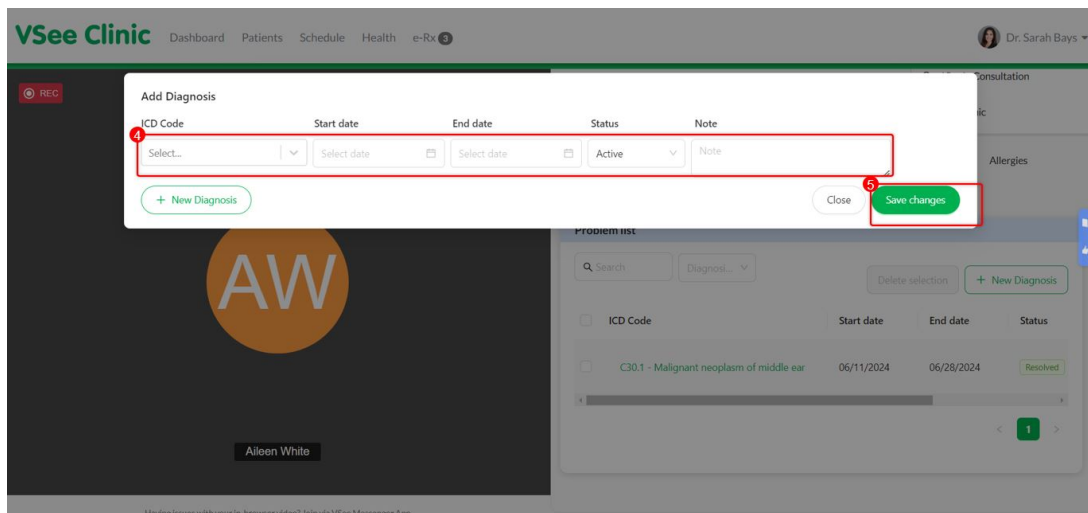 VSee Clinic Dashboard Patients Schedule Health e-Rx 3 Dr. Sarah Bays
REC
Consultation
Add Diagnosis
ICD Code Start date End date Status Note
4
Select... Select date Select date Active Note
Allergies
5
+ New Diagnosis Close Save changes
Problem list
AW
Search Diagnosi...
Delete selection + New Diagnosis
ICD Code Start date End date Status
C30.1 - Malignant neoplasm of middle ear 06/11/2024 06/28/2024 Resolved
1
Aileen White